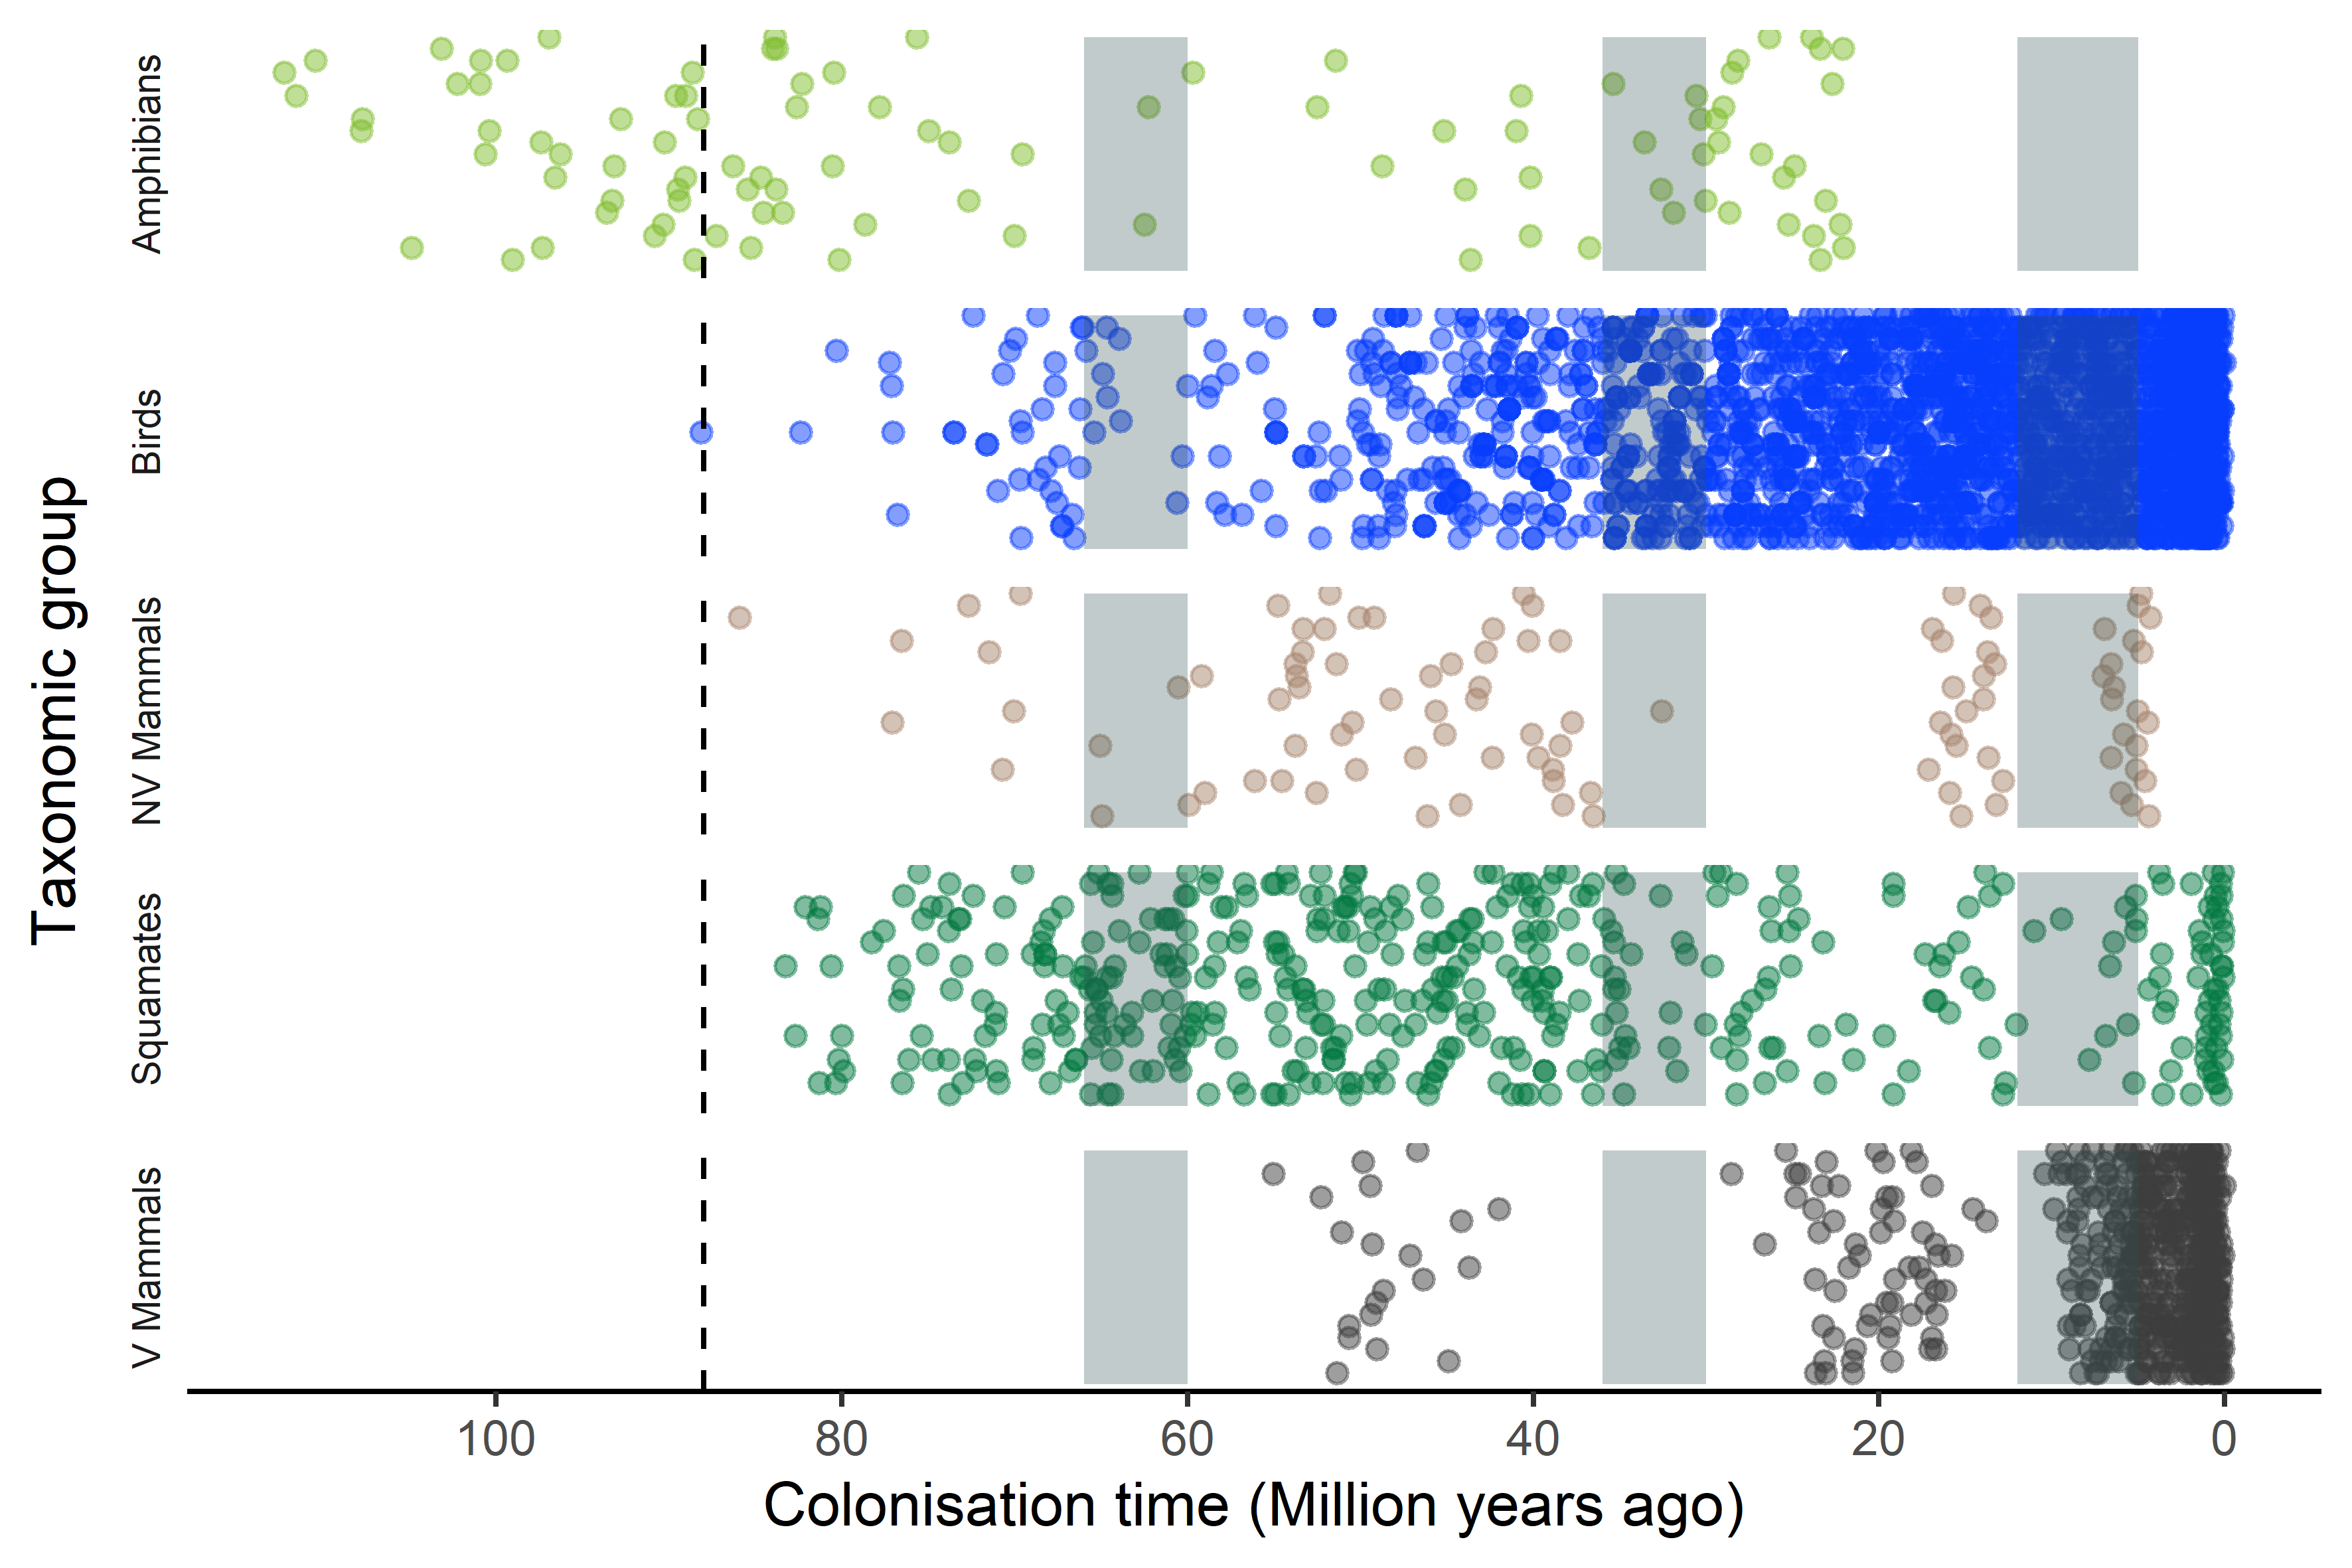 Taxonomic group
Amphibians
Birds
NV Mammals
Squamates
V Mammals
100 80 60 40 20 0
Colonisation time (Million years ago)